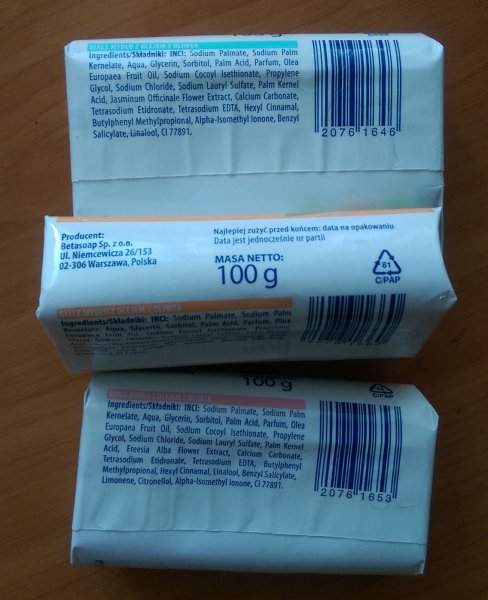 BIAŁE MYDŁO Z OLEJEM Z OLIWEK
Ingredients/Składniki: INCI: Sodium Palmate, Sodium Palm
Kernelate, Aqua, Glycerin, Sorbitol, Palm Acid, Parfum, Olea
Europaea Fruit Oil, Sodium Cocoyl Isethionate, Propylene
Glycol, Sodium Chloride, Sodium Lauryl Sulfate, Palm Kernel
Acid, Jasminum Officinale Flower Extract, Calcium Carbonate,
Tetrasodium Etidronate, Tetrasodium EDTA, Hexyl Cinnamal,
Butylphenyl Methylpropional, Alpha-Isomethyl Ionone, Benzyl
Salicylate, Linalool, CI 77891.
2076 1646
Producent:
Betasoap Sp. z o.o.
Ul. Niemcewicza 26/153
02-306 Warszawa, Polska
Najlepiej zużyć przed końcem: data na opakowaniu
Data jest jednocześnie nr partii
MASA NETTO:
100 g
81
C/PAP
BIAŁE MYDŁO Z OLEJEM Z OLIWEK
Ingredients/Składniki: INCI: Sodium Palmate, Sodium Palm
Kernelate, Aqua, Glycerin, Sorbitol, Palm Acid, Parfum, Olea
Europaea Fruit Oil, Sodium Cocoyl Isethionate, Propylene
100 g
C/PAP
BIAŁE MYDŁO Z OLEJEM Z OLIWEK
Ingredients/Składniki: INCI: Sodium Palmate, Sodium Palm
Kernelate, Aqua, Glycerin, Sorbitol, Palm Acid, Parfum, Olea
Europaea Fruit Oil, Sodium Cocoyl Isethionate, Propylene
Glycol, Sodium Chloride, Sodium Lauryl Sulfate, Palm Kernel
Acid, Freesia Alba Flower Extract, Calcium Carbonate,
Tetrasodium Etidronate, Tetrasodium EDTA, Butylphenyl
Methylpropional, Hexyl Cinnamal, Linalool, Benzyl Salicylate,
Limonene, Citronellol, Alpha-Isomethyl Ionone, CI 77891.
2076 1653